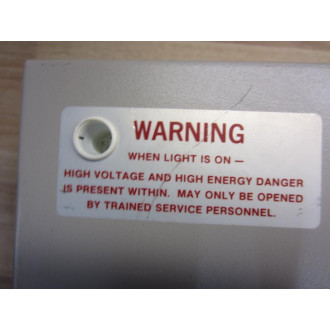 WARNING
WHEN LIGHT IS ON —
HIGH VOLTAGE AND HIGH ENERGY DANGER
IS PRESENT WITHIN. MAY ONLY BE OPENED
BY TRAINED SERVICE PERSONNEL.